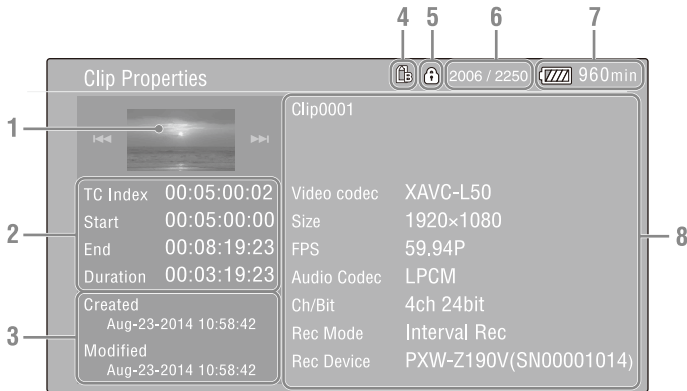 4 5 6 7
Clip Properties B 2006 / 2250 960min
1
Clip0001
2
TC Index 00:05:00:02
Start 00:05:00:00
End 00:08:19:23
Duration 00:03:19:23
3
Created
Aug-23-2014 10:58:42
Modified
Aug-23-2014 10:58:42
Video codec XAVC-L50
Size 1920×1080
FPS 59.94P
Audio Codec LPCM
Ch/Bit 4ch 24bit
Rec Mode Interval Rec
Rec Device PXW-Z190V(SN00001014)
8